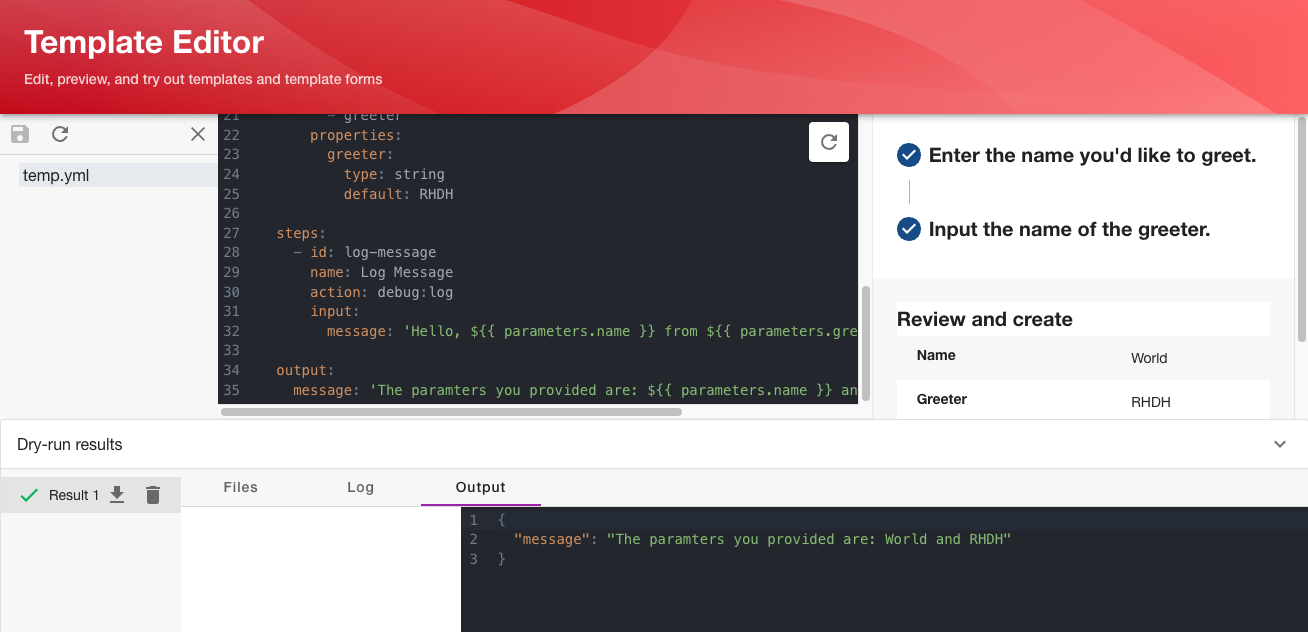 Template Editor
Edit, preview, and try out templates and template forms
temp.yml
21 - greeter
22 properties:
23 greeter:
24 type: string
25 default: RHDH
26
27 steps:
28 - id: log-message
29 name: Log Message
30 action: debug:log
31 input:
32 message: 'Hello, ${{ parameters.name }} from ${{ parameters.gre
33
34 output:
35 message: 'The paramters you provided are: ${{ parameters.name }} an
Enter the name you'd like to greet.
Input the name of the greeter.
Review and create
Name World
Greeter RHDH
Dry-run results
Result 1
Files Log Output
1 {
2 "message": "The paramters you provided are: World and RHDH"
3 }